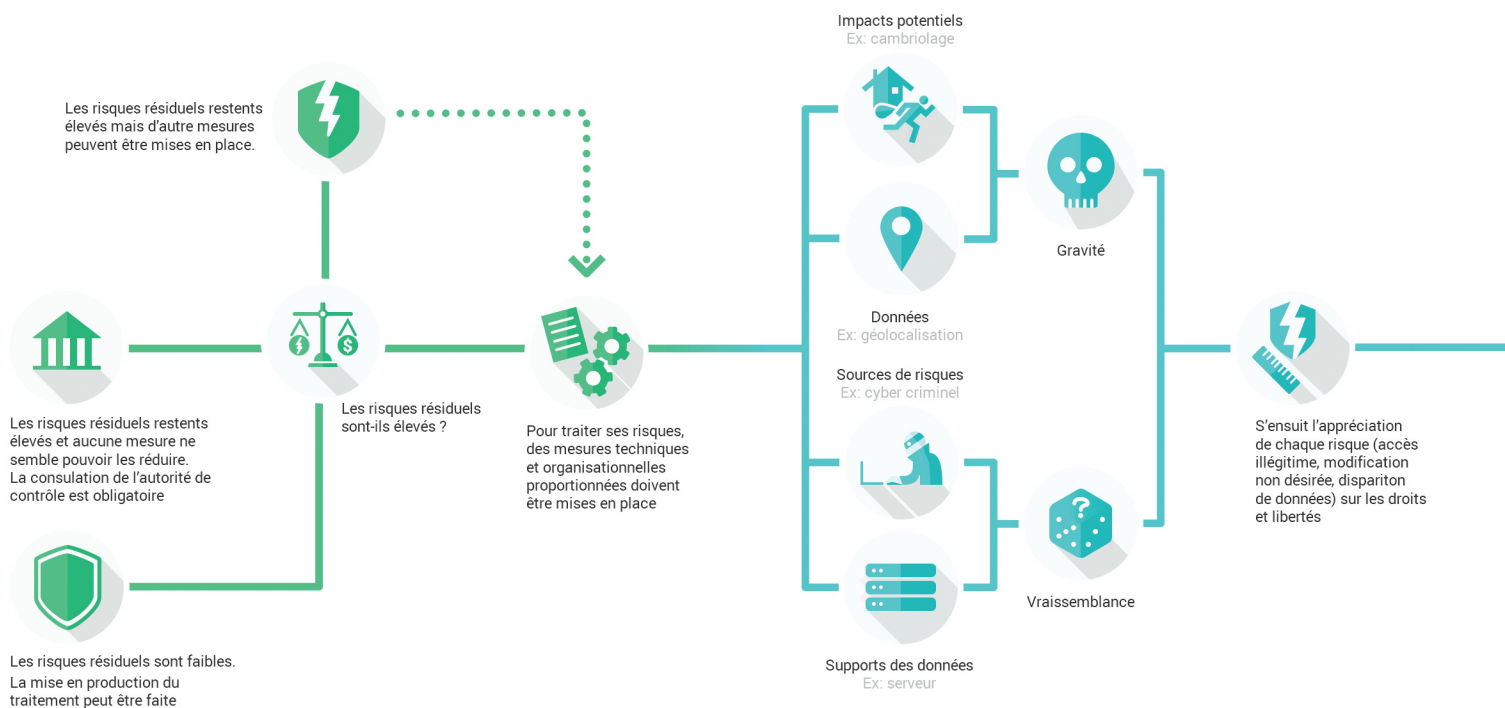 Impacts potentiels
Ex: cambriolage
Les risques résiduels restents
élevés mais d'autre mesures
peuvent être mises en place.
Gravité
Données
Ex: géolocalisation
Sources de risques
Ex: cyber criminel
Les risques résiduels
sont-ils élevés ?
Les risques résiduels restents
élevés et aucune mesure ne
semble pouvoir les réduire.
La consulation de l'autorité de
contrôle est obligatoire
Pour traiter ses risques,
des mesures techniques
et organisationnelles
proportionnées doivent
être mises en place
S'ensuit l'appréciation
de chaque risque (accès
illégitime, modification
non désirée, dispariton
de données) sur les droits
et libertés
?
Vraissemblance
Les risques résiduels sont faibles.
La mise en production du
traitement peut être faite
Supports des données
Ex: serveur
$